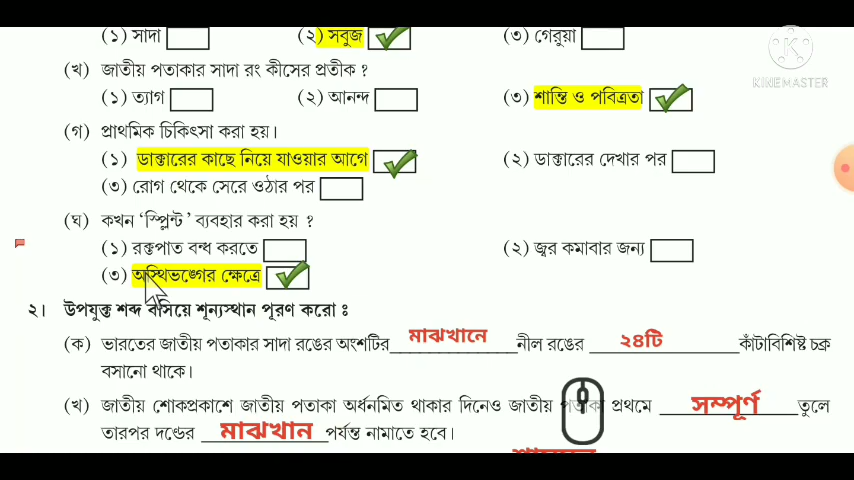 (১) সাদা (২) সবুজ (৩) গেরুয়া
(খ) জাতীয় পতাকার সাদা রং কীসের প্রতীক ?
KINEMASTER
(১) ত্যাগ (২) আনন্দ (৩) শান্তি ও পবিত্রতা
(গ) প্রাথমিক চিকিৎসা করা হয়।
(১) ডাক্তারের কাছে নিয়ে যাওয়ার আগে (২) ডাক্তারের দেখার পর
(৩) রোগ থেকে সেরে ওঠার পর
(ঘ) কখন ‘স্প্লিন্ট’ ব্যবহার করা হয় ?
(১) রক্তপাত বন্ধ করতে (২) জ্বর কমাবার জন্য
(৩) অস্থিভঙ্গের ক্ষেত্রে
২। উপযুক্ত শব্দ বসিয়ে শূন্যস্থান পূরণ করো ঃ
(ক) ভারতের জাতীয় পতাকার সাদা রঙের অংশটির মাঝখানে নীল রঙের ২৪টি কাঁটাবিশিষ্ট চক্র
বসানো থাকে।
(খ) জাতীয় শোকপ্রকাশে জাতীয় পতাকা অর্ধনমিত থাকার দিনেও জাতীয় পতাকা প্রথমে সম্পূর্ণ তুলে
তারপর দণ্ডের মাঝখান পর্যন্ত নামাতে হবে।